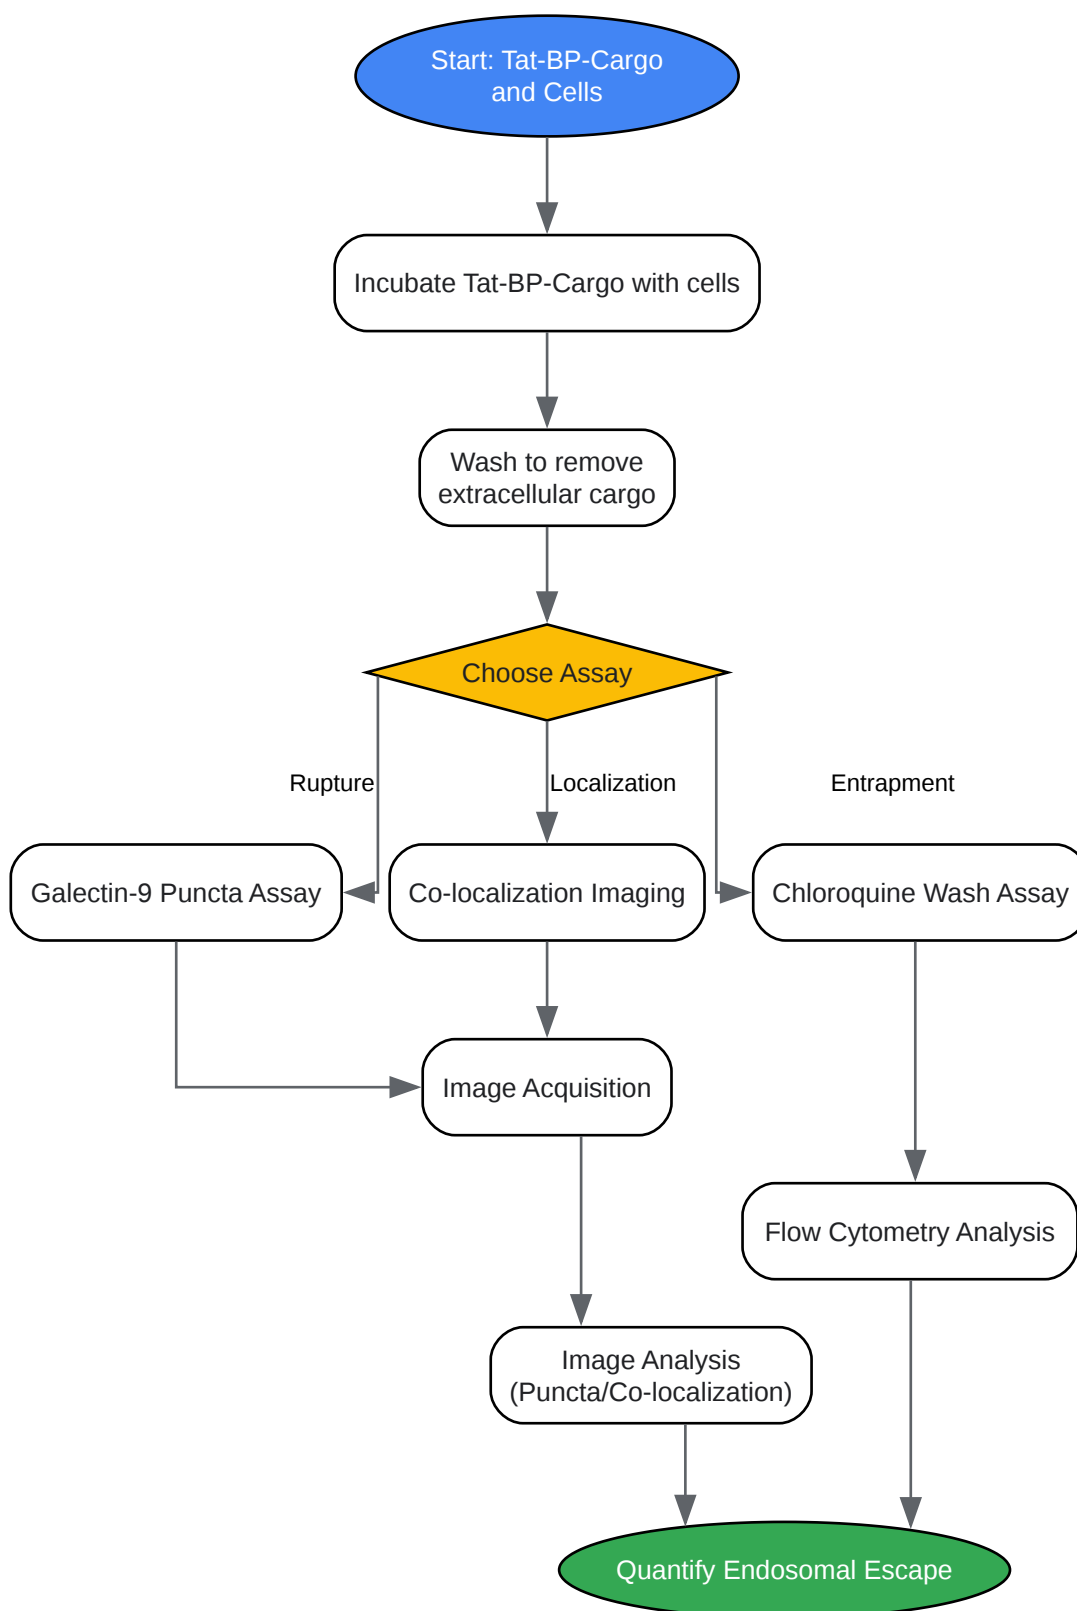 Start: Tat-BP-Cargo
and Cells
Incubate Tat-BP-Cargo with cells
Wash to remove
extracellular cargo
Choose Assay
Rupture
Localization
Entrapment
Galectin-9 Puncta Assay
Co-localization Imaging
Chloroquine Wash Assay
Image Acquisition
Flow Cytometry Analysis
Image Analysis
(Puncta/Co-localization)
Quantify Endosomal Escape